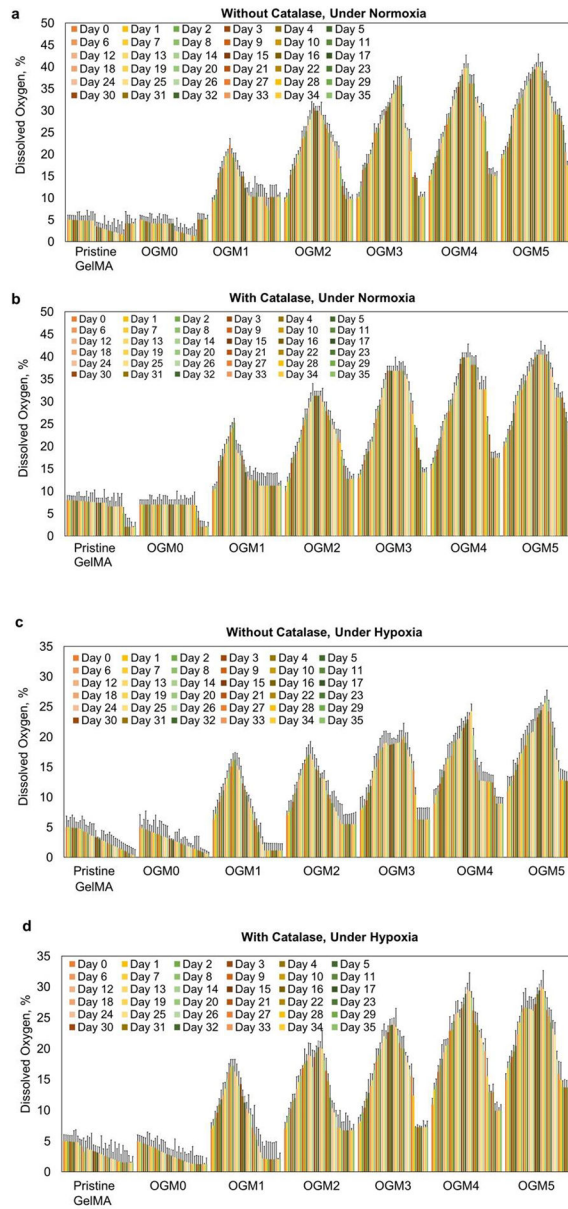 a
Without Catalase, Under Normoxia
Dissolved Oxygen, %
50
45
40
35
30
25
20
15
10
5
0
Day 0 Day 1 Day 2 Day 3 Day 4 Day 5
Day 6 Day 7 Day 8 Day 9 Day 10 Day 11
Day 12 Day 13 Day 14 Day 15 Day 16 Day 17
Day 18 Day 19 Day 20 Day 21 Day 22 Day 23
Day 24 Day 25 Day 26 Day 27 Day 28 Day 29
Day 30 Day 31 Day 32 Day 33 Day 34 Day 35
Pristine GelMA OGM0 OGM1 OGM2 OGM3 OGM4 OGM5
b
With Catalase, Under Normoxia
Dissolved Oxygen, %
50
45
40
35
30
25
20
15
10
5
0
Day 0 Day 1 Day 2 Day 3 Day 4 Day 5
Day 6 Day 7 Day 8 Day 9 Day 10 Day 11
Day 12 Day 13 Day 14 Day 15 Day 16 Day 17
Day 18 Day 19 Day 20 Day 21 Day 22 Day 23
Day 24 Day 25 Day 26 Day 27 Day 28 Day 29
Day 30 Day 31 Day 32 Day 33 Day 34 Day 35
Pristine GelMA OGM0 OGM1 OGM2 OGM3 OGM4 OGM5
c
Without Catalase, Under Hypoxia
Dissolved Oxygen, %
35
30
25
20
15
10
5
0
Day 0 Day 1 Day 2 Day 3 Day 4 Day 5
Day 6 Day 7 Day 8 Day 9 Day 10 Day 11
Day 12 Day 13 Day 14 Day 15 Day 16 Day 17
Day 18 Day 19 Day 20 Day 21 Day 22 Day 23
Day 24 Day 25 Day 26 Day 27 Day 28 Day 29
Day 30 Day 31 Day 32 Day 33 Day 34 Day 35
Pristine GelMA OGM0 OGM1 OGM2 OGM3 OGM4 OGM5
d
With Catalase, Under Hypoxia
Dissolved Oxygen, %
35
30
25
20
15
10
5
0
Day 0 Day 1 Day 2 Day 3 Day 4 Day 5
Day 6 Day 7 Day 8 Day 9 Day 10 Day 11
Day 12 Day 13 Day 14 Day 15 Day 16 Day 17
Day 18 Day 19 Day 20 Day 21 Day 22 Day 23
Day 24 Day 25 Day 26 Day 27 Day 28 Day 29
Day 30 Day 31 Day 32 Day 33 Day 34 Day 35
Pristine GelMA OGM0 OGM1 OGM2 OGM3 OGM4 OGM5